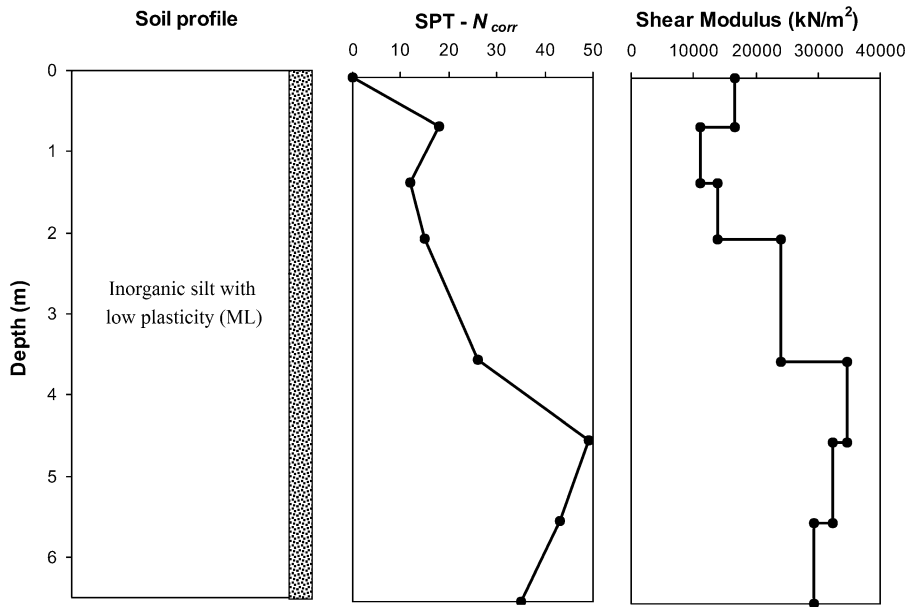 Soil profile
SPT - N corr
Shear Modulus (kN/m²)
0 10 20 30 40 50
0 10000 20000 30000 40000
0
1
2
3
4
5
6
Depth (m)
Inorganic silt with
low plasticity (ML)